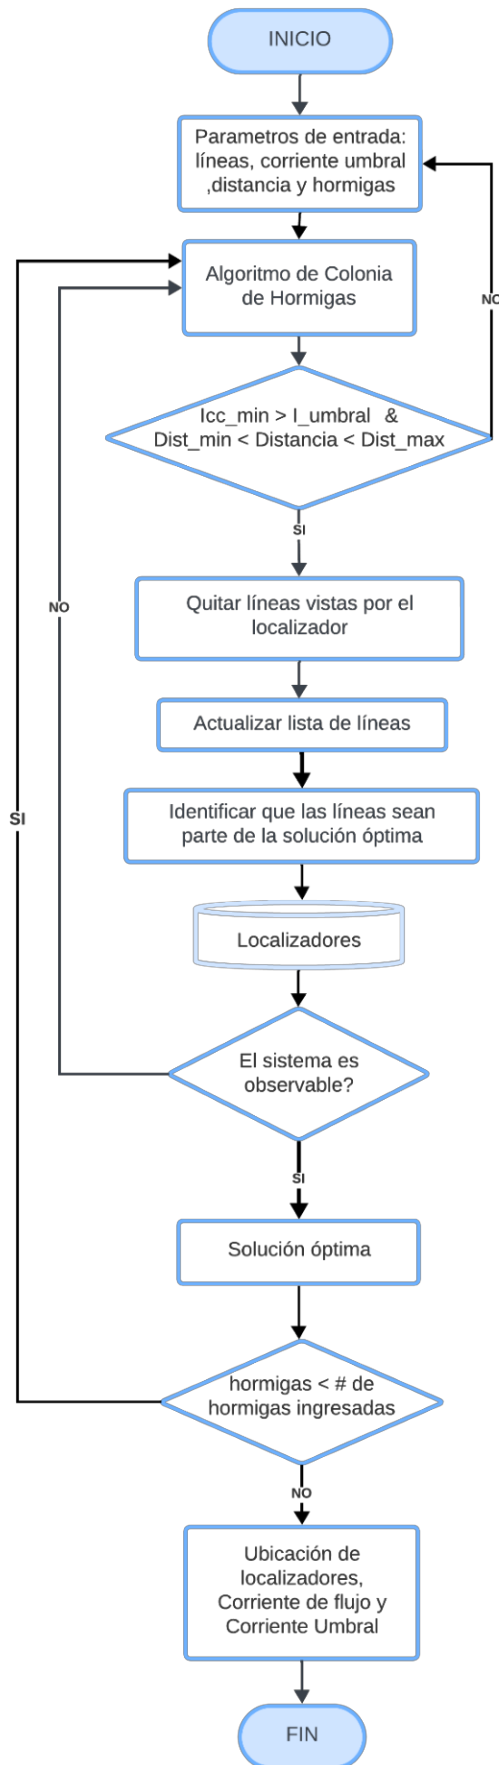 INICIO
Parametros de entrada:
líneas, corriente umbral
,distancia y hormigas
Algoritmo de Colonia
de Hormigas
NO
Icc_min > I_umbral &
Dist_min < Distancia < Dist_max
SI
Quitar líneas vistas por el
localizador
NO
Actualizar lista de líneas
Identificar que las líneas sean
parte de la solución óptima
SI
Localizadores
El sistema es
observable?
SI
Solución óptima
hormigas < # de
hormigas ingresadas
NO
Ubicación de
localizadores,
Corriente de flujo y
Corriente Umbral
FIN